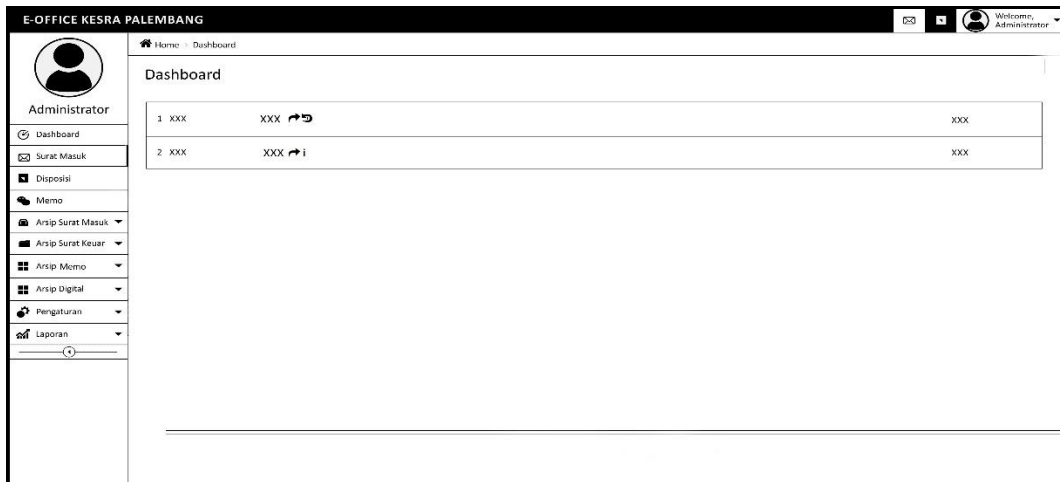 E-OFFICE KESRA PALEMBANG
Welcome,
Administrator
Home Dashboard
Dashboard
Administrator
Dashboard
Surat Masuk
Disposisi
Memo
Arsip Surat Masuk
Arsip Surat Keuar
Arsip Memo
Arsip Digital
Pengaturan
Laporan
1 XXX XXX XXX
2 XXX XXX i XXX